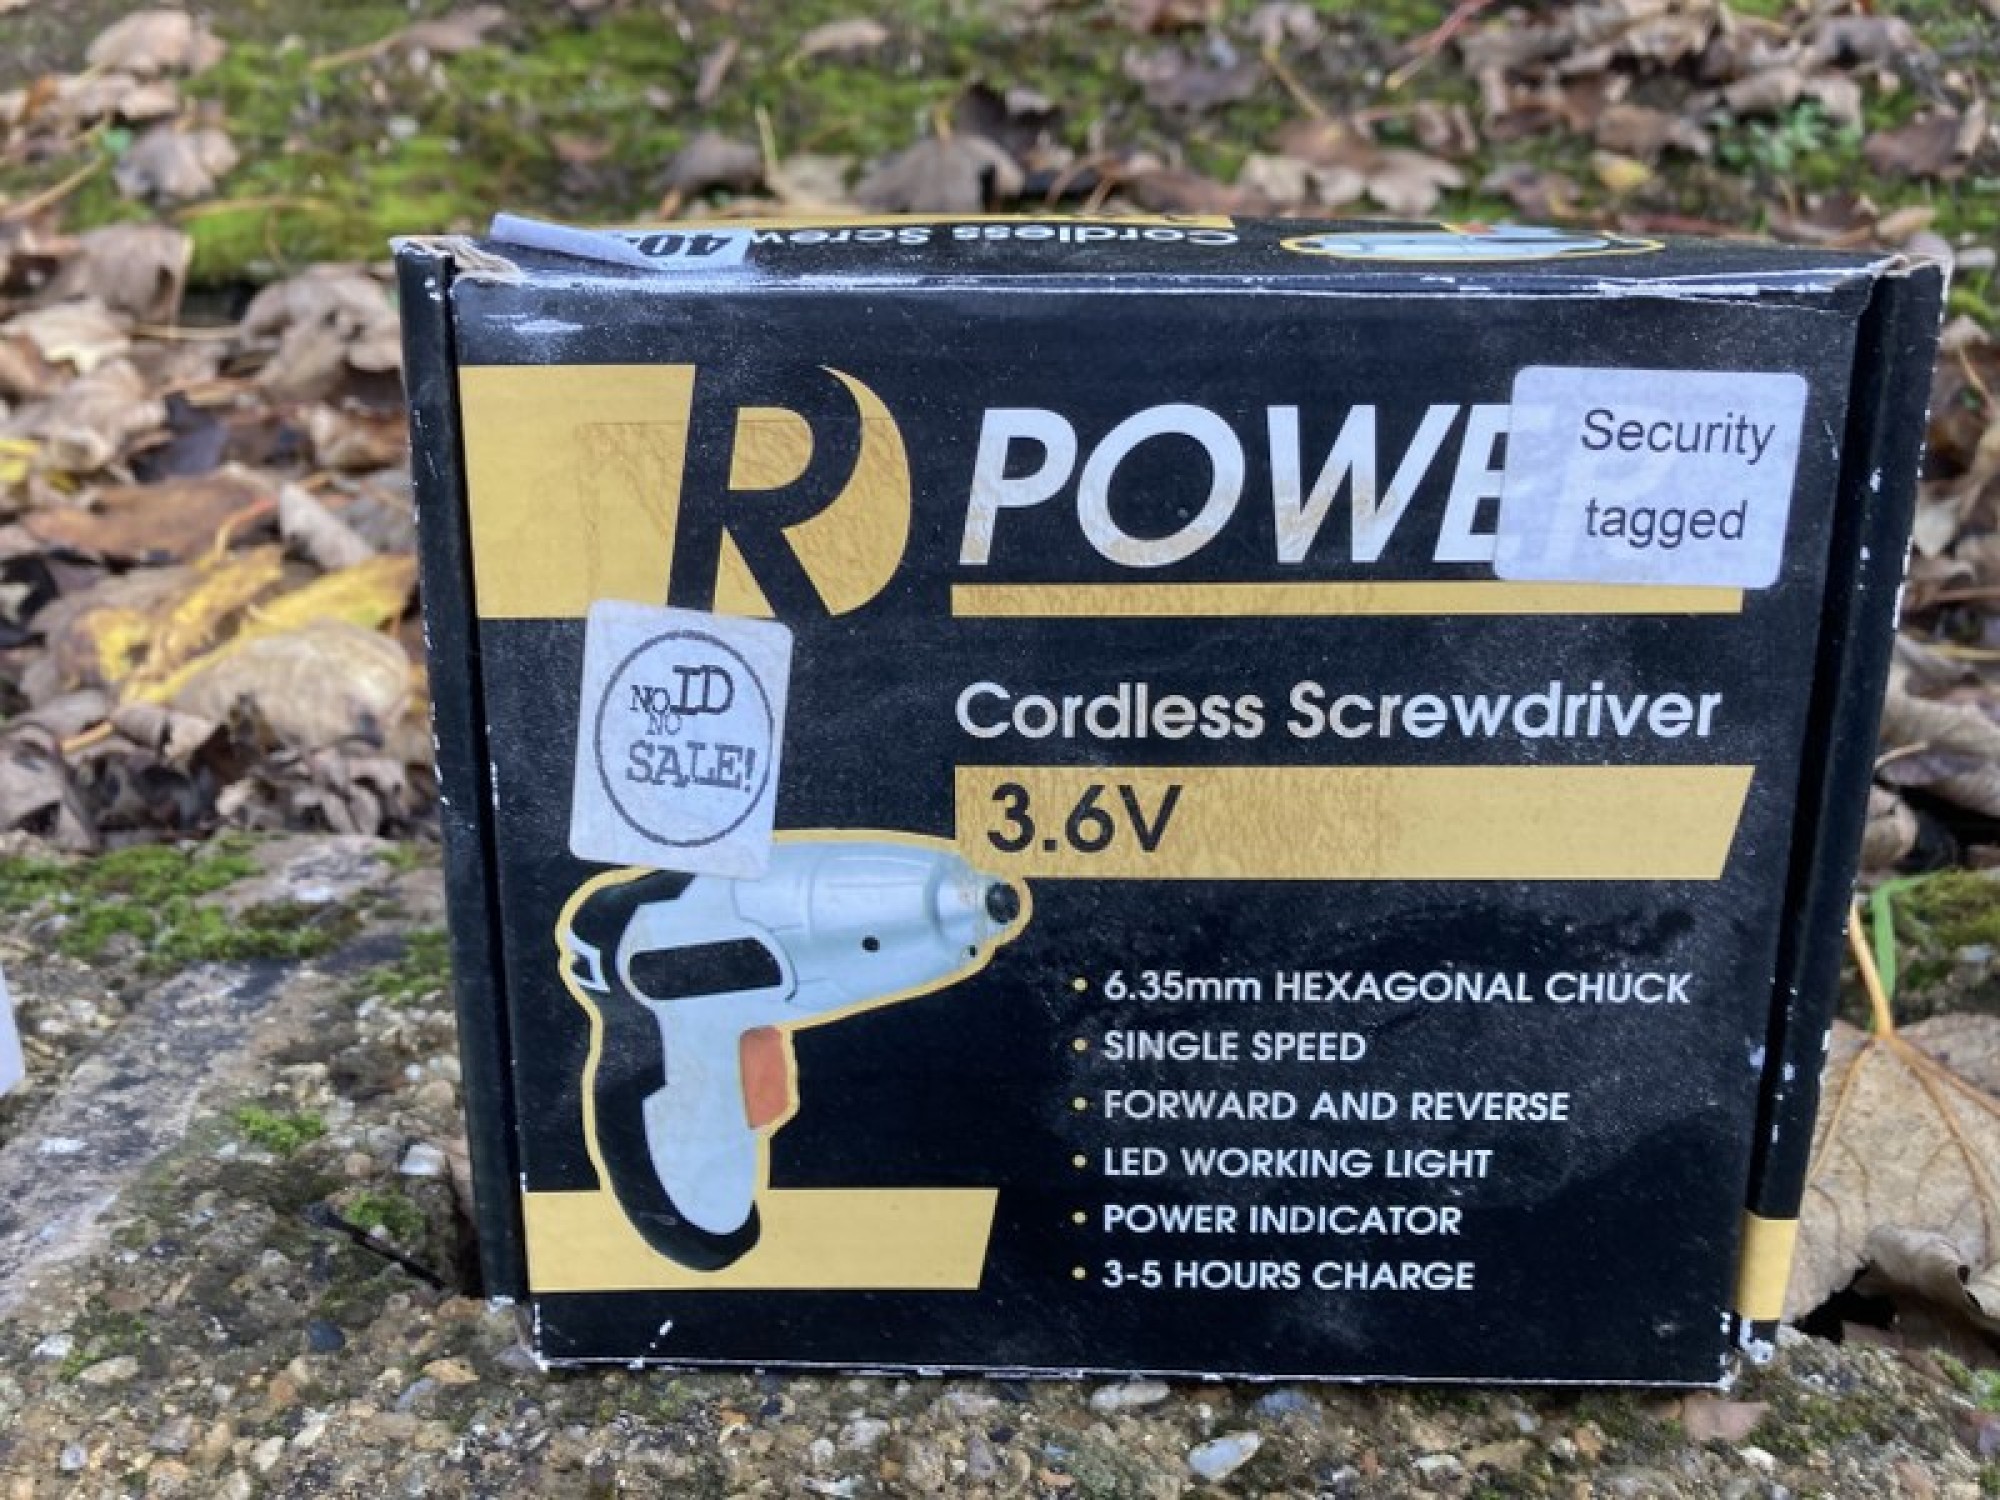 Cordless Screw
40
R
POWE
Security
tagged
NO ID
NO
SALE!
Cordless Screwdriver
3.6V
• 6.35mm HEXAGONAL CHUCK
• SINGLE SPEED
• FORWARD AND REVERSE
• LED WORKING LIGHT
• POWER INDICATOR
• 3-5 HOURS CHARGE